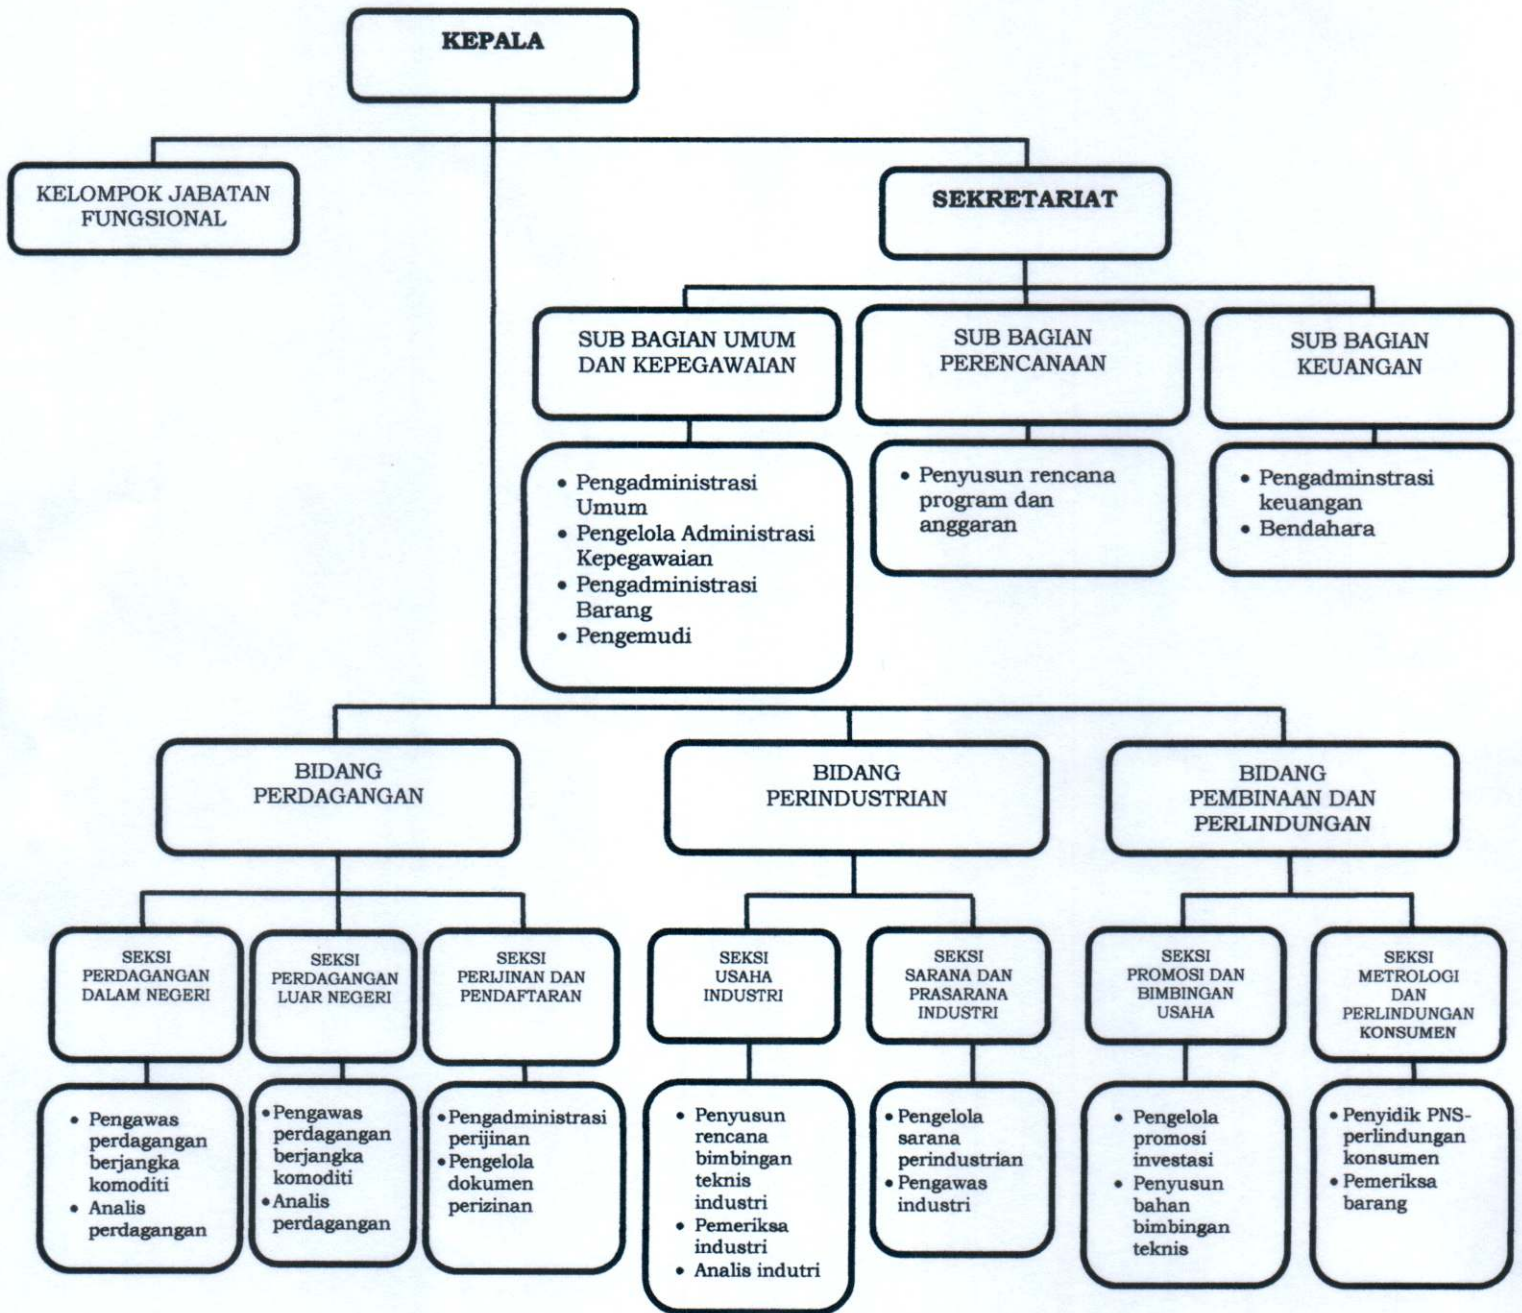 KEPALA
KELOMPOK JABATAN
FUNGSIONAL
SEKRETARIAT
SUB BAGIAN UMUM
DAN KEPEGAWAIAN
SUB BAGIAN
PERENCANAAN
SUB BAGIAN
KEUANGAN
• Pengadministrasi
Umum
• Pengelola Administrasi
Kepegawaian
• Pengadministrasi
Barang
• Pengemudi
• Penyusun rencana
program dan
anggaran
• Pengadminstrasi
keuangan
• Bendahara
BIDANG
PERDAGANGAN
BIDANG
PERINDUSTRIAN
BIDANG
PEMBINAAN DAN
PERLINDUNGAN
SEKSI
PERDAGANGAN
DALAM NEGERI
SEKSI
PERDAGANGAN
LUAR NEGERI
SEKSI
PERIJINAN DAN
PENDAFTARAN
SEKSI
USAHA
INDUSTRI
SEKSI
SARANA DAN
PRASARANA
INDUSTRI
SEKSI
PROMOSI DAN
BIMBINGAN
USAHA
SEKSI
METROLOGI
DAN
PERLINDUNGAN
KONSUMEN
• Pengawas
perdagangan
berjangka
komoditi
• Analis
perdagangan
• Pengawas
perdagangan
berjangka
komoditi
• Analis
perdagangan
• Pengadministrasi
perijinan
• Pengelola
dokumen
perizinan
• Penyusun
rencana
bimbingan
teknis
industri
• Pemeriksa
industri
• Analis indutri
• Pengelola
sarana
perindustrian
• Pengawas
industri
• Pengelola
promosi
investasi
• Penyusun
bahan
bimbingan
teknis
• Penyidik PNS-
perlindungan
konsumen
• Pemeriksa
barang